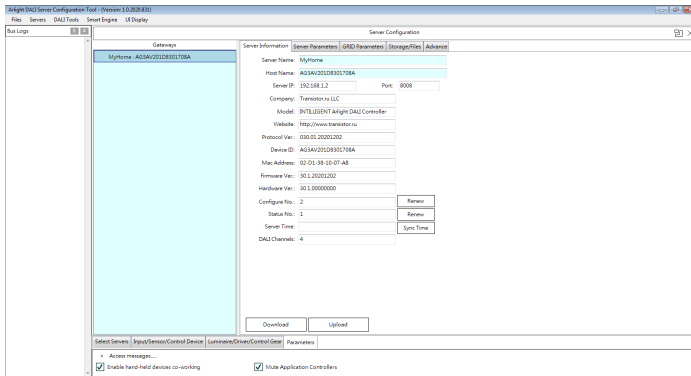 Arlight DALI Server Configuration Tool - (Version: 1.0.2020.831)
Files Servers DALI Tools Smart Engine UI Display
Bus Logs
Server Configuration
Gateways
MyHome : AG3AV201D8301708A
Server Information Server Parameters GRID Parameters Storage/Files Advance
Server Name: MyHome
Host Name: AG3AV201D8301708A
Server IP: 192.168.1.2 Port: 8008
Company: Transistor.ru LLC
Model: INTILLIGENT Arlight DALI Controller
Website: http://www.transistor.ru
Protocol Ver.: 030.01.20201202
Device ID: AG3AV201D8301708A
Mac Address: 02-D1-38-10-07-A8
Firmware Ver.: 30.1.20201202
Hardware Ver.: 30.1.00000000
Configure No.: 2 Renew
Status No.: 1 Renew
Server Time: Sync Time
DALI Channels: 4
Download Upload
Select Servers Input/Sensor/Control Device Luminaire/Driver/Control Gear Parameters
Access messages.....
Enable hand-held devices co-working Mute Application Controllers